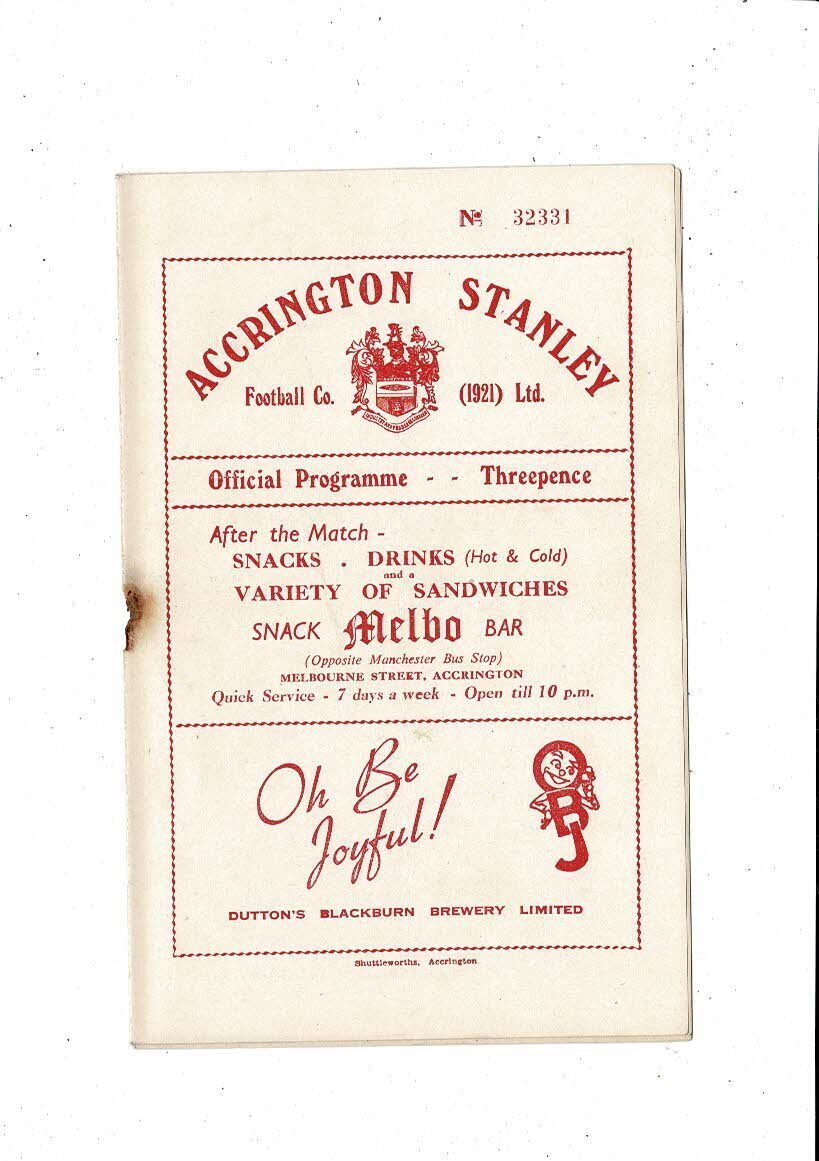 Nº 32331
ACCRINGTON STANLEY
Football Co. (1921) Ltd.
Official Programme - - Threepence
After the Match -
SNACKS . DRINKS (Hot & Cold)
and a
VARIETY OF SANDWICHES
SNACK Melbo BAR
(Opposite Manchester Bus Stop)
MELBOURNE STREET, ACCRINGTON
Quick Service - 7 days a week - Open till 10 p.m.
Oh Be
Joyful!
OBJ
DUTTON'S BLACKBURN BREWERY LIMITED
Shuttleworths, Accrington